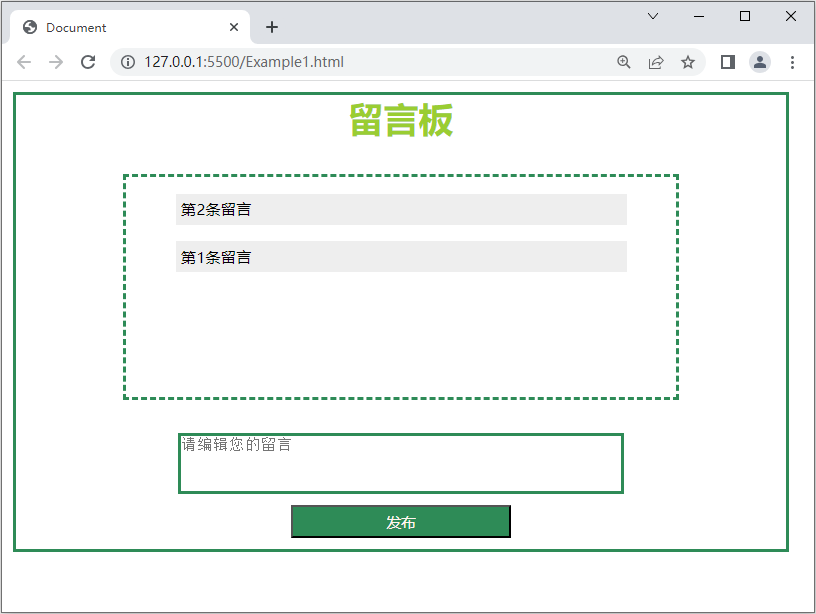 Document
127.0.0.1:5500/Example1.html
留言板
第2条留言
第1条留言
请编辑您的留言
发布